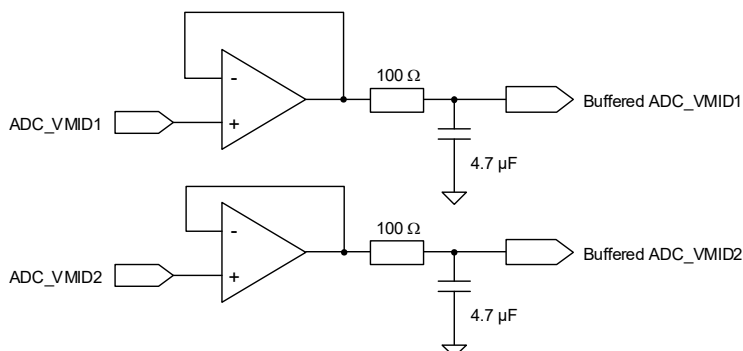 100 Ω
-
Buffered ADC_VMID1
ADC_VMID1
+
4.7 µF
100 Ω
-
Buffered ADC_VMID2
ADC_VMID2
+
4.7 µF